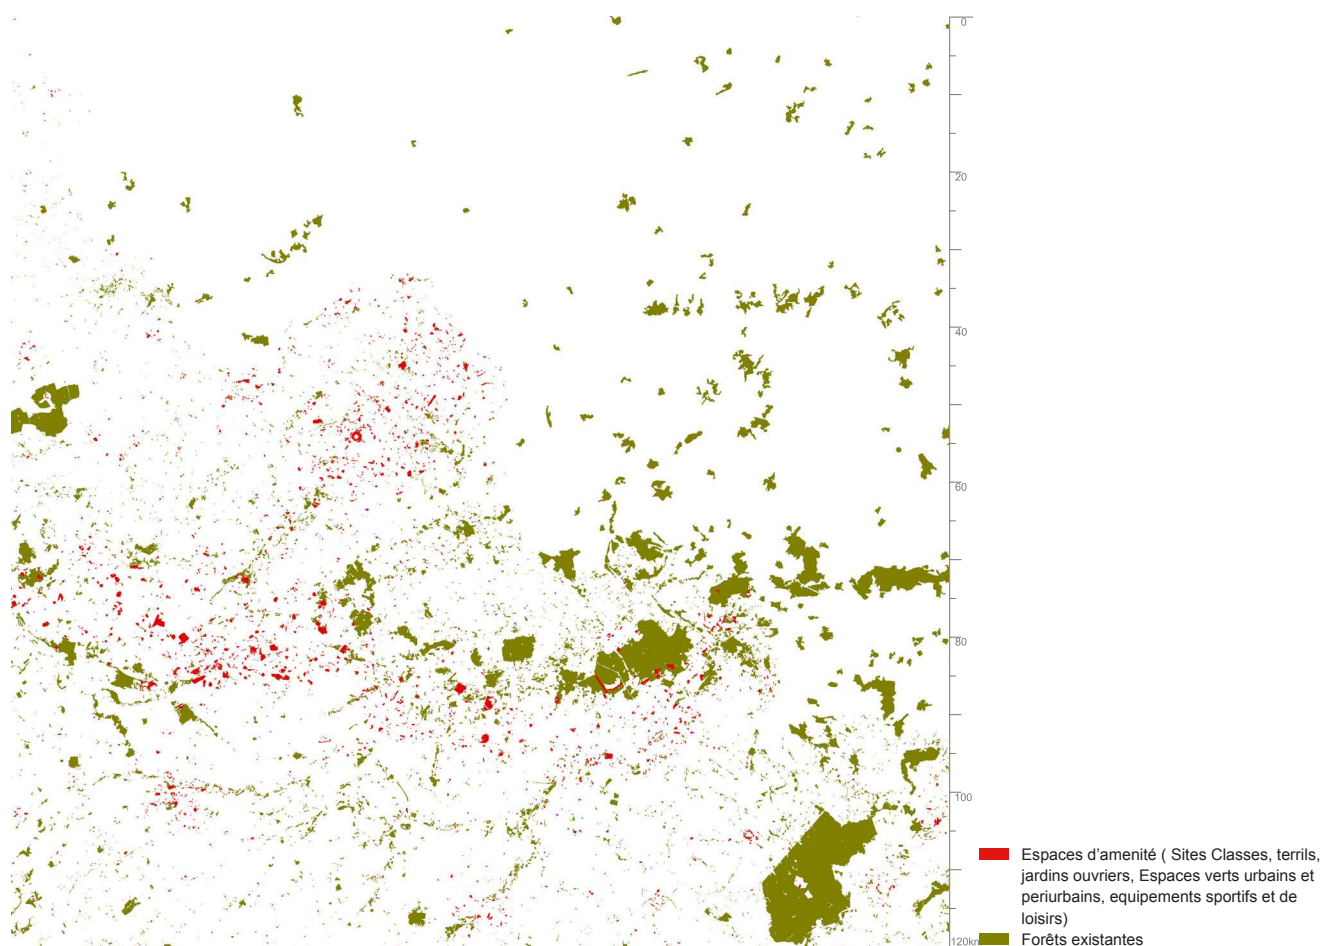 0
20
40
60
80
100
120km
Espaces d'amenité ( Sites Classes, terrils,
jardins ouvriers, Espaces verts urbains et
periurbains, equipements sportifs et de
loisirs)
Forêts existantes